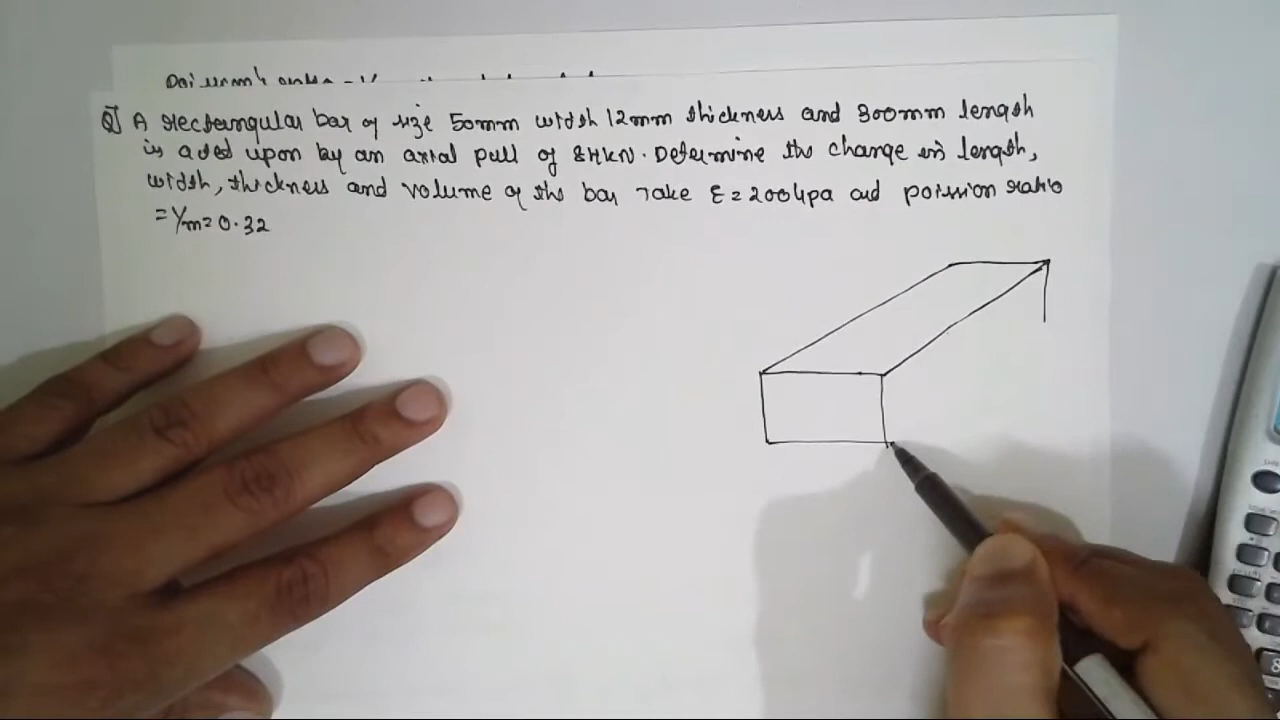 Q] A rectangular bar of size 50mm width 12mm thickness and 300mm length
is acted upon by an axial pull of 84KN. Determine the change in length,
width, thickness and volume of the bar Take E=200Gpa and poission ratio
=1/m=0.32